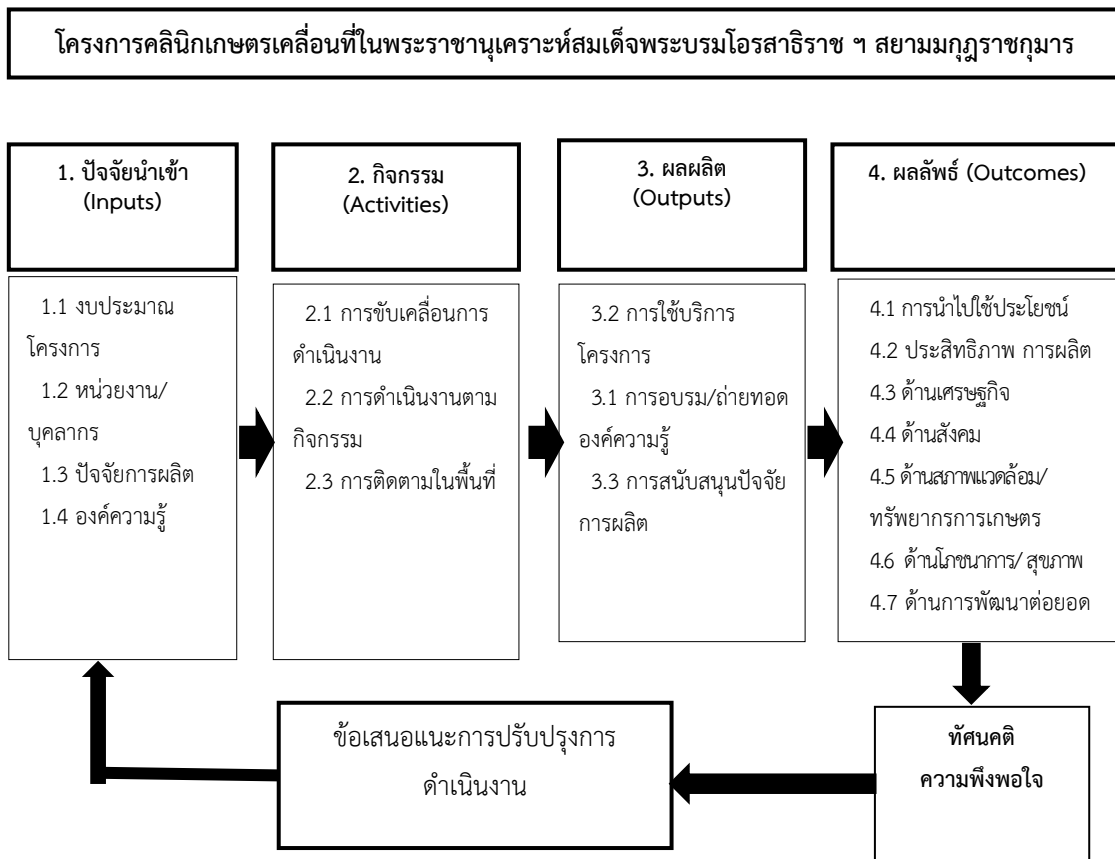 โครงการคลินิกเกษตรเคลื่อนที่ในพระราชานุเคราะห์สมเด็จพระบรมโอรสาธิราช ฯ สยามมกุฎราชกุมาร
1. ปัจจัยนำเข้า
(Inputs)
1.1 งบประมาณ
โครงการ
1.2 หน่วยงาน/
บุคลากร
1.3 ปัจจัยการผลิต
1.4 องค์ความรู้
2. กิจกรรม
(Activities)
2.1 การขับเคลื่อนการ
ดำเนินงาน
2.2 การดำเนินงานตาม
กิจกรรม
2.3 การติดตามในพื้นที่
3. ผลผลิต
(Outputs)
3.2 การใช้บริการ
โครงการ
3.1 การอบรม/ถ่ายทอด
องค์ความรู้
3.3 การสนับสนุนปัจจัย
การผลิต
4. ผลลัพธ์ (Outcomes)
4.1 การนำไปใช้ประโยชน์
4.2 ประสิทธิภาพ การผลิต
4.3 ด้านเศรษฐกิจ
4.4 ด้านสังคม
4.5 ด้านสภาพแวดล้อม/
ทรัพยากรการเกษตร
4.6 ด้านโภชนาการ/ สุขภาพ
4.7 ด้านการพัฒนาต่อยอด
ทัศนคติ
ความพึงพอใจ
ข้อเสนอแนะการปรับปรุงการ
ดำเนินงาน